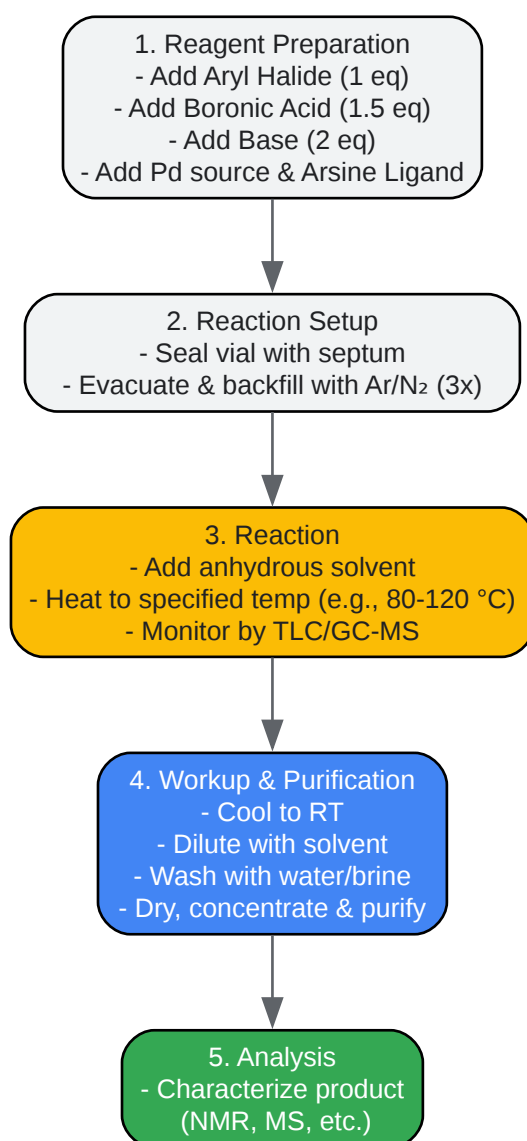 1. Reagent Preparation
- Add Aryl Halide (1 eq)
- Add Boronic Acid (1.5 eq)
- Add Base (2 eq)
- Add Pd source & Arsine Ligand
2. Reaction Setup
- Seal vial with septum
- Evacuate & backfill with Ar/N₂ (3x)
3. Reaction
- Add anhydrous solvent
- Heat to specified temp (e.g., 80-120 °C)
- Monitor by TLC/GC-MS
4. Workup & Purification
- Cool to RT
- Dilute with solvent
- Wash with water/brine
- Dry, concentrate & purify
5. Analysis
- Characterize product
(NMR, MS, etc.)